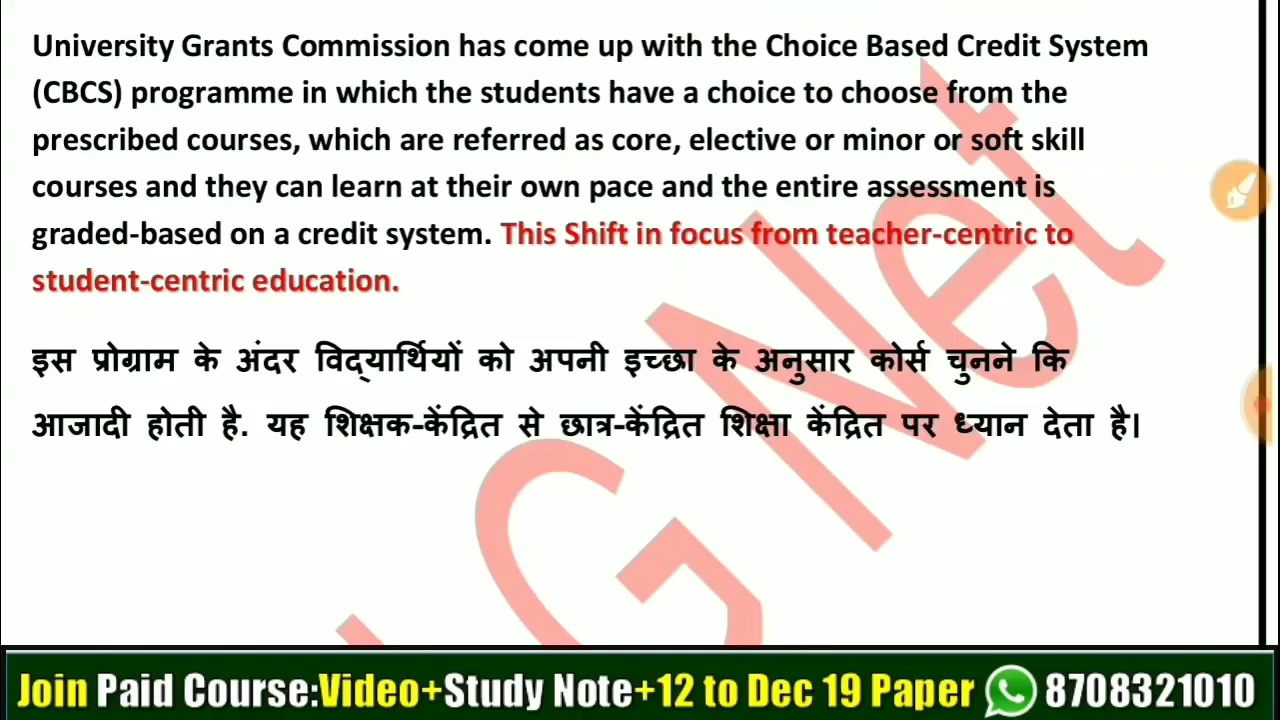 University Grants Commission has come up with the Choice Based Credit System
(CBCS) programme in which the students have a choice to choose from the
prescribed courses, which are referred as core, elective or minor or soft skill
courses and they can learn at their own pace and the entire assessment is
graded-based on a credit system. This Shift in focus from teacher-centric to
student-centric education.
इस प्रोग्राम के अंदर विद्यार्थियों को अपनी इच्छा के अनुसार कोर्स चुनने कि
आजादी होती है. यह शिक्षक-केंद्रित से छात्र-केंद्रित शिक्षा केंद्रित पर ध्यान देता है।
G Net
Join Paid Course:Video+Study Note+12 to Dec 19 Paper 8708321010